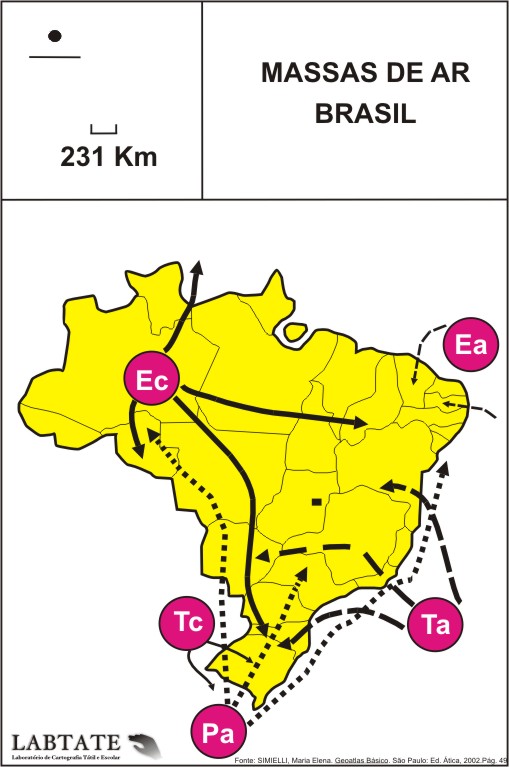 MASSAS DE AR
BRASIL
231 Km
Ea
Ec
Tc
Ta
Pa
LABTATE
Laboratório de Cartografia Tátil e Escolar
Fonte: SIMIELLI, Maria Elena. Geoatlas Básico. São Paulo: Ed. Ática, 2002.Pág. 49